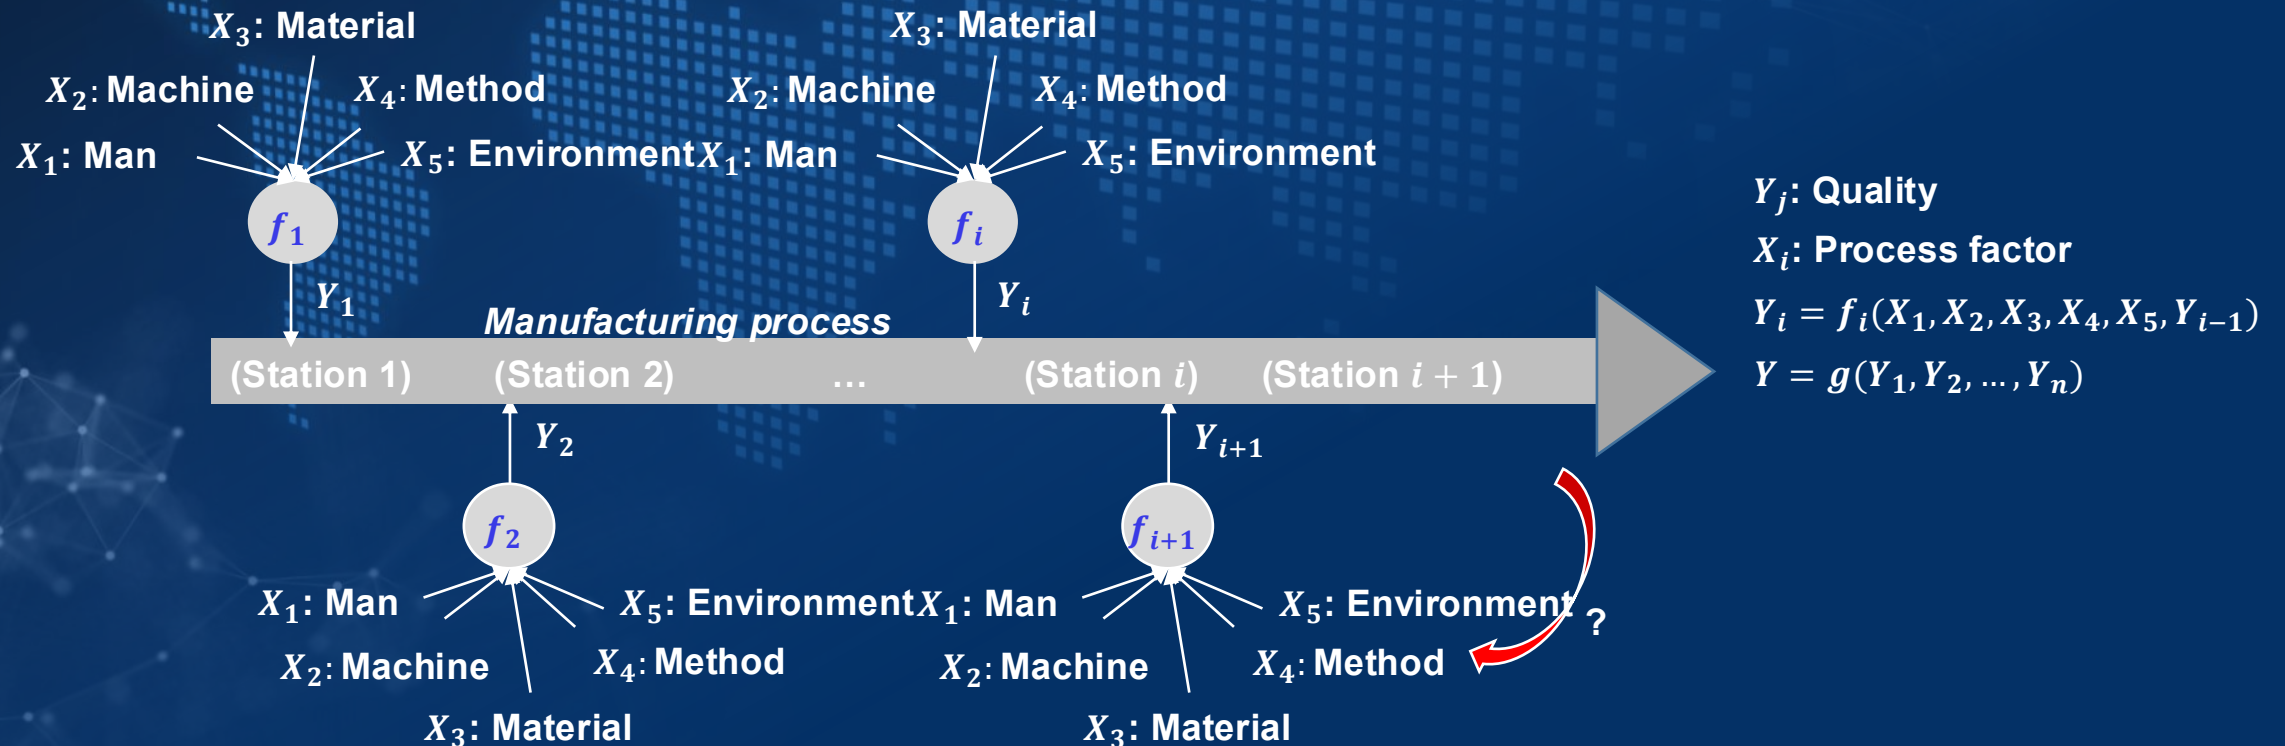 X₃: Material
X₂: Machine
X₄: Method
X₁: Man
X₅: Environment
f₁
Y₁
X₃: Material
X₂: Machine
X₄: Method
X₁: Man
X₅: Environment
fᵢ
Yᵢ
Manufacturing process
(Station 1) (Station 2) … (Station i) (Station i + 1)
Y₂
f₂
X₁: Man
X₅: Environment
X₂: Machine
X₄: Method
X₃: Material
Yᵢ₊₁
fᵢ₊₁
X₁: Man
X₅: Environment
?
X₂: Machine
X₄: Method
X₃: Material
Yⱼ: Quality
Xᵢ: Process factor
Yᵢ = fᵢ(X₁, X₂, X₃, X₄, X₅, Yᵢ₋₁)
Y = g(Y₁, Y₂, … , Yₙ)